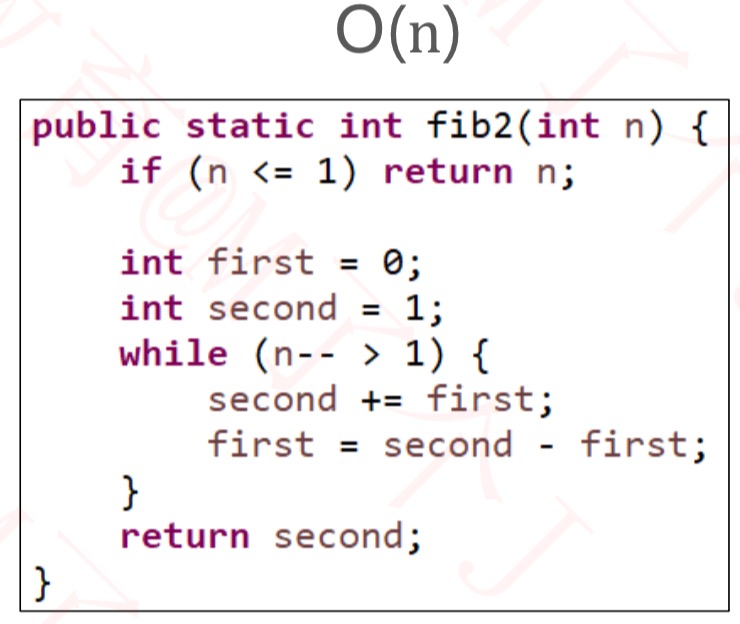 O(n)
public static int fib2(int n) {
    if (n <= 1) return n;

    int first = 0;
    int second = 1;
    while (n-- > 1) {
        second += first;
        first = second - first;
    }
    return second;
}